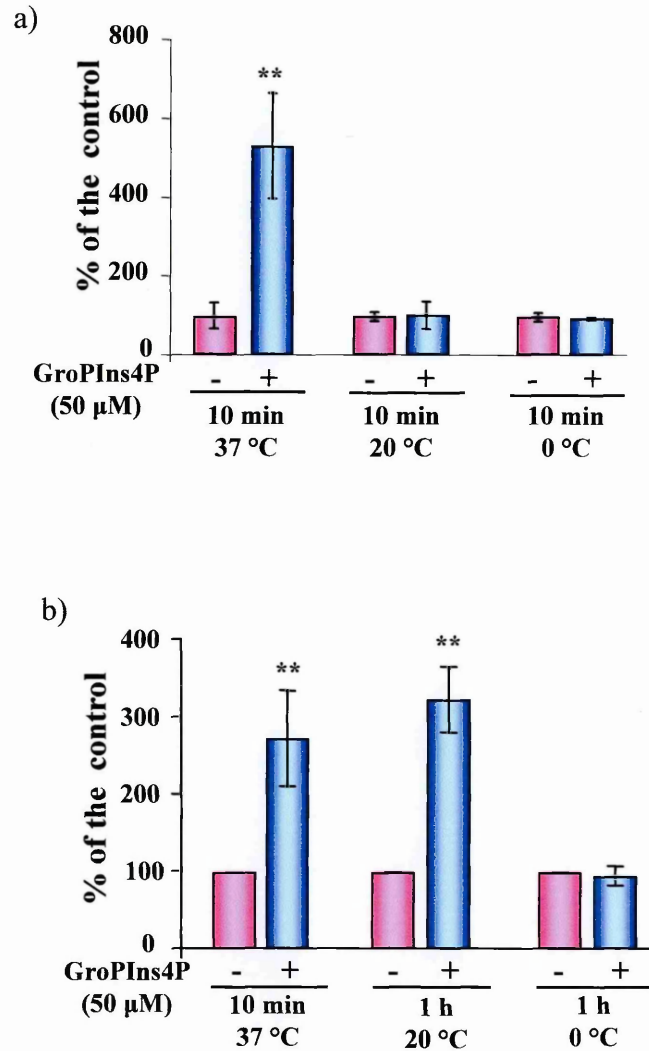 a)
800
600
400
200
0
% of the control
**
GroPIns4P
(50 µM)
- + - + - +
10 min 10 min 10 min
37 °C 20 °C 0 °C
b)
400
300
200
100
0
% of the control
** **
GroPIns4P
(50 µM)
- + - + - +
10 min 1 h 1 h
37 °C 20 °C 0 °C